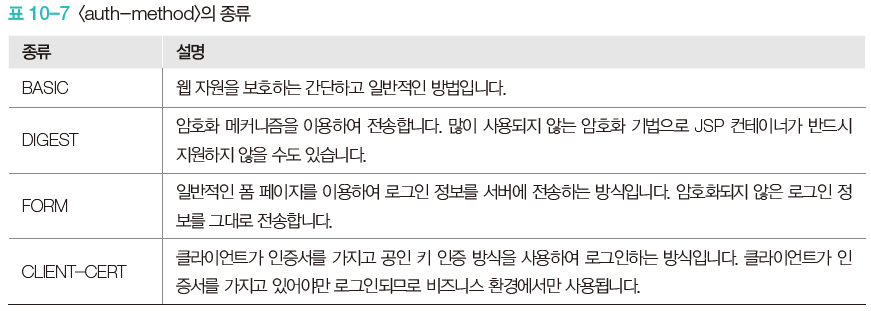 표 10-7 <auth-method>의 종류
종류 설명
BASIC 웹 자원을 보호하는 간단하고 일반적인 방법입니다.
DIGEST 암호화 메커니즘을 이용하여 전송합니다. 많이 사용되지 않는 암호화 기법으로 JSP 컨테이너가 반드시
지원하지 않을 수도 있습니다.
FORM 일반적인 폼 페이지를 이용하여 로그인 정보를 서버에 전송하는 방식입니다. 암호화되지 않은 로그인 정
보를 그대로 전송합니다.
CLIENT-CERT 클라이언트가 인증서를 가지고 공인 키 인증 방식을 사용하여 로그인하는 방식입니다. 클라이언트가 인
증서를 가지고 있어야만 로그인되므로 비즈니스 환경에서만 사용됩니다.